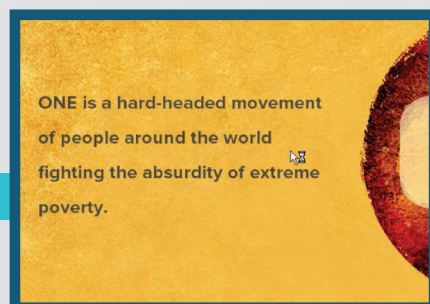 ONE is a hard-headed movement
of people around the world
fighting the absurdity of extreme
poverty.